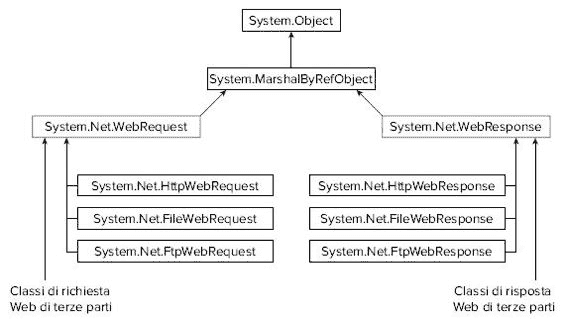 System.Object
System.MarshalByRefObject
System.Net.WebRequest
System.Net.WebResponse
System.Net.HttpWebRequest
System.Net.HttpWebResponse
System.Net.FileWebRequest
System.Net.FileWebResponse
System.Net.FtpWebRequest
System.Net.FtpWebResponse
Classi di richiesta
Web di terze parti
Classi di risposta
Web di terze parti